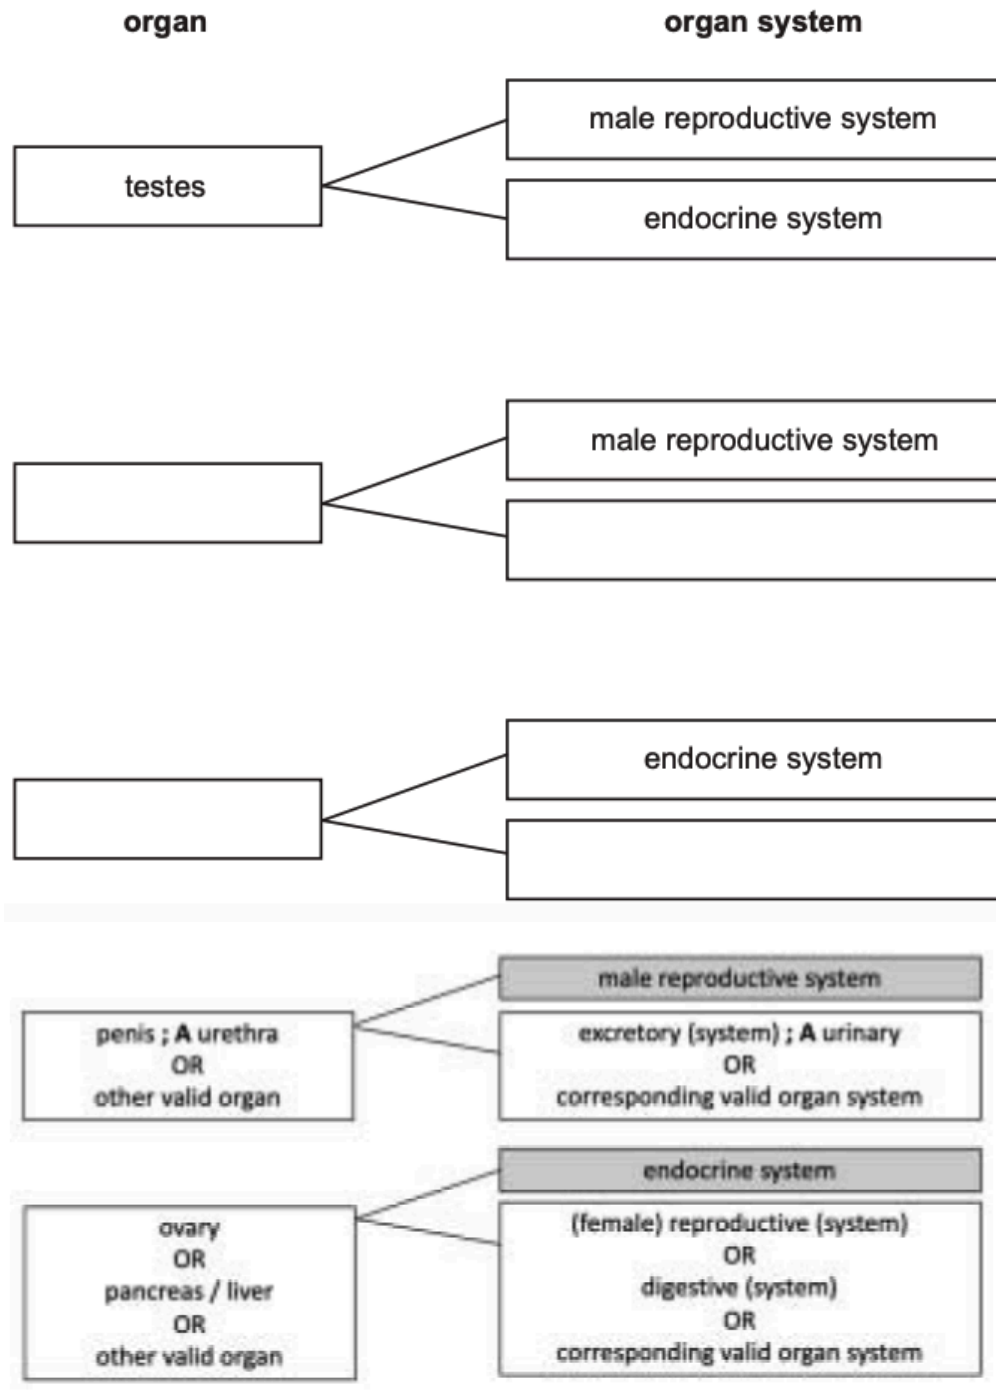 organ organ system
male reproductive system
testes
endocrine system
male reproductive system
endocrine system
male reproductive system
penis ; A urethra
OR
other valid organ
excretory (system) ; A urinary
OR
corresponding valid organ system
endocrine system
ovary
OR
pancreas / liver
OR
other valid organ
(female) reproductive (system)
OR
digestive (system)
OR
corresponding valid organ system